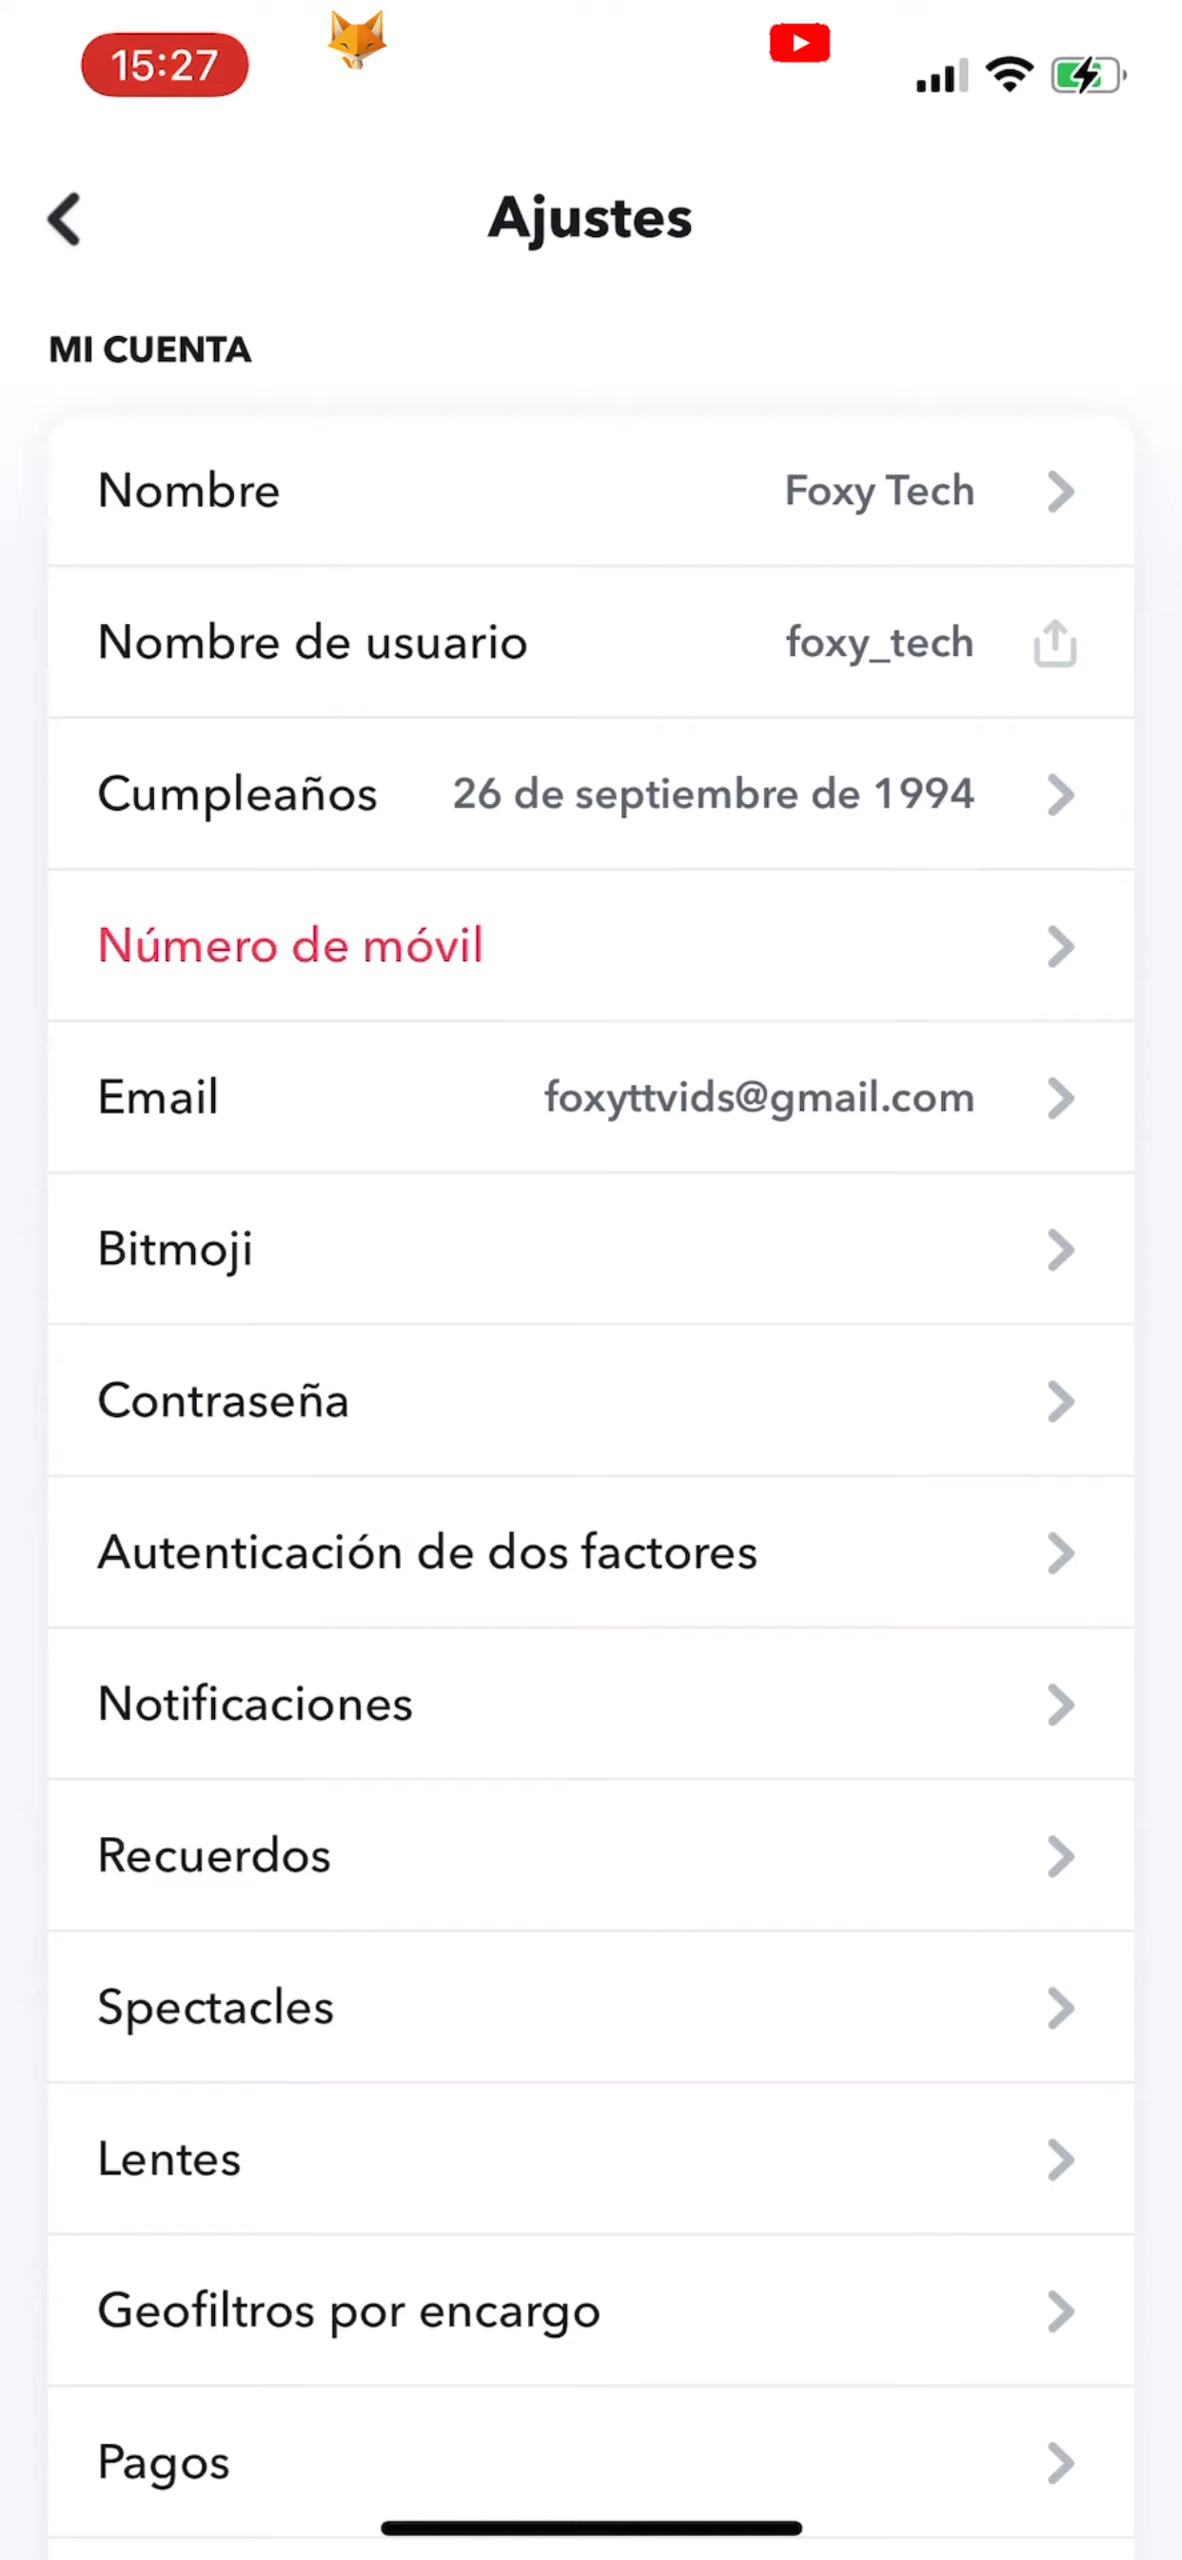 15:27
Ajustes
MI CUENTA
Nombre Foxy Tech
Nombre de usuario foxy_tech
Cumpleaños 26 de septiembre de 1994
Número de móvil
Email foxyttvids@gmail.com
Bitmoji
Contraseña
Autenticación de dos factores
Notificaciones
Recuerdos
Spectacles
Lentes
Geofiltros por encargo
Pagos